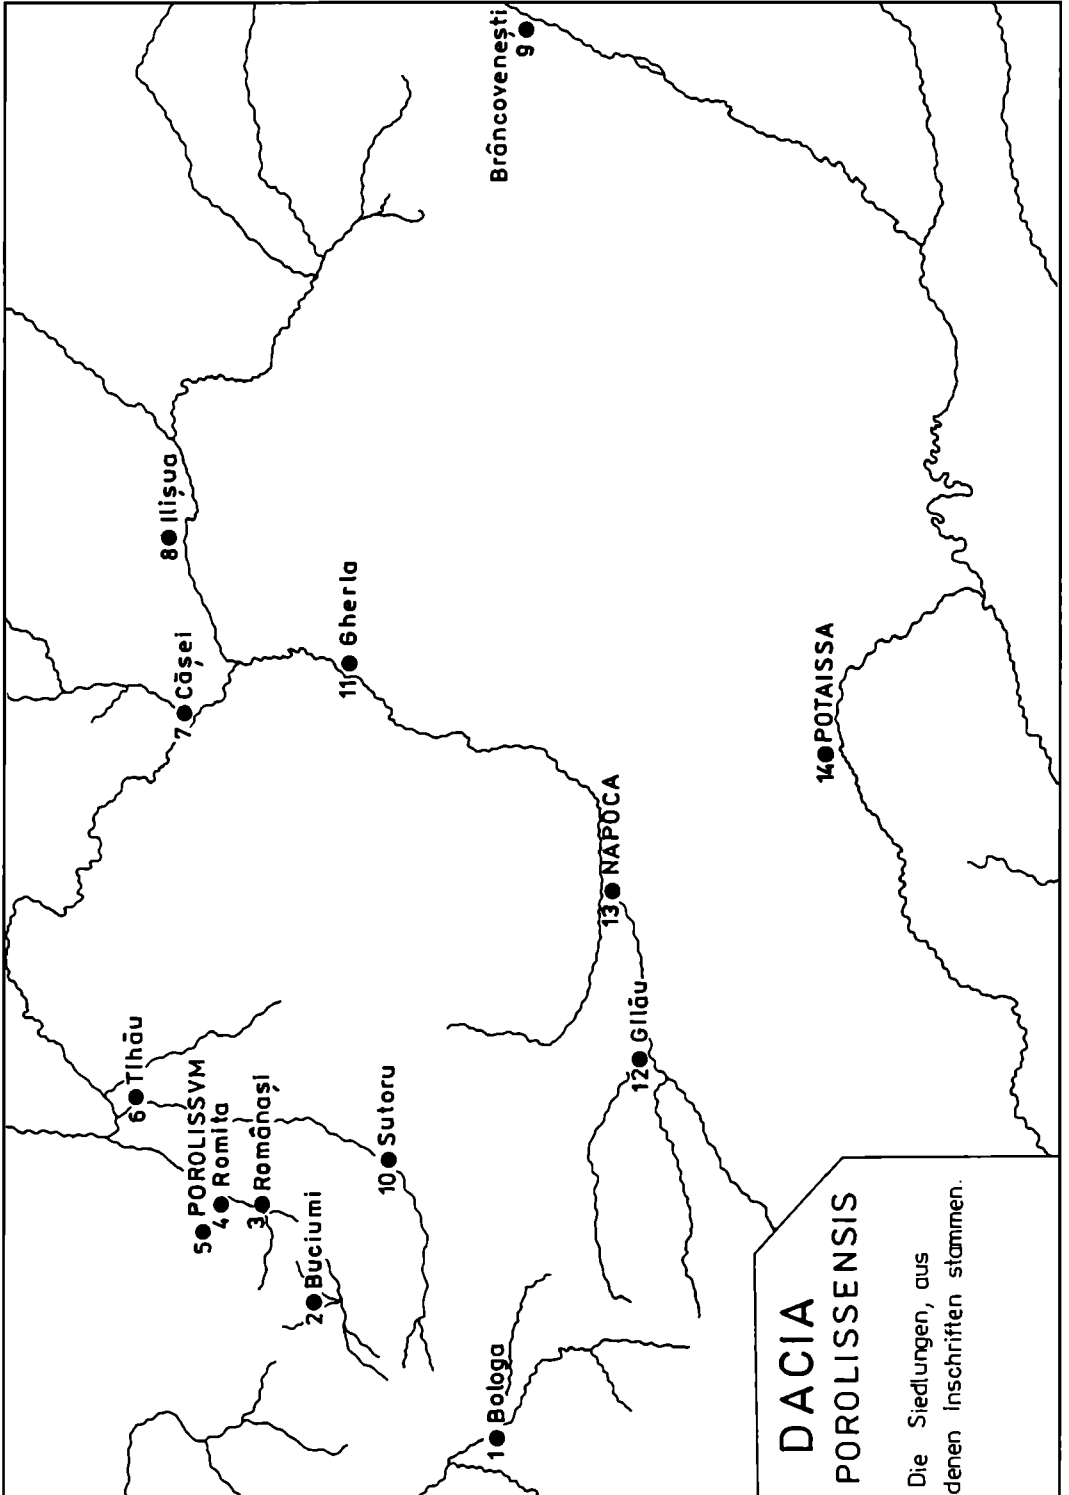 DACIA
POROLISSENSIS
Die Siedlungen, aus
denen Inschriften stammen.
1 Bologa
2 Buciumi
3 Românași
4 Romita
5 POROLISSVM
6 Tihău
7 Cășei
8 Ilișua
9 Brâncovenești
10 Sutoru
11 Gherla
12 Gilău
13 NAPOCA
14 POTAISSA